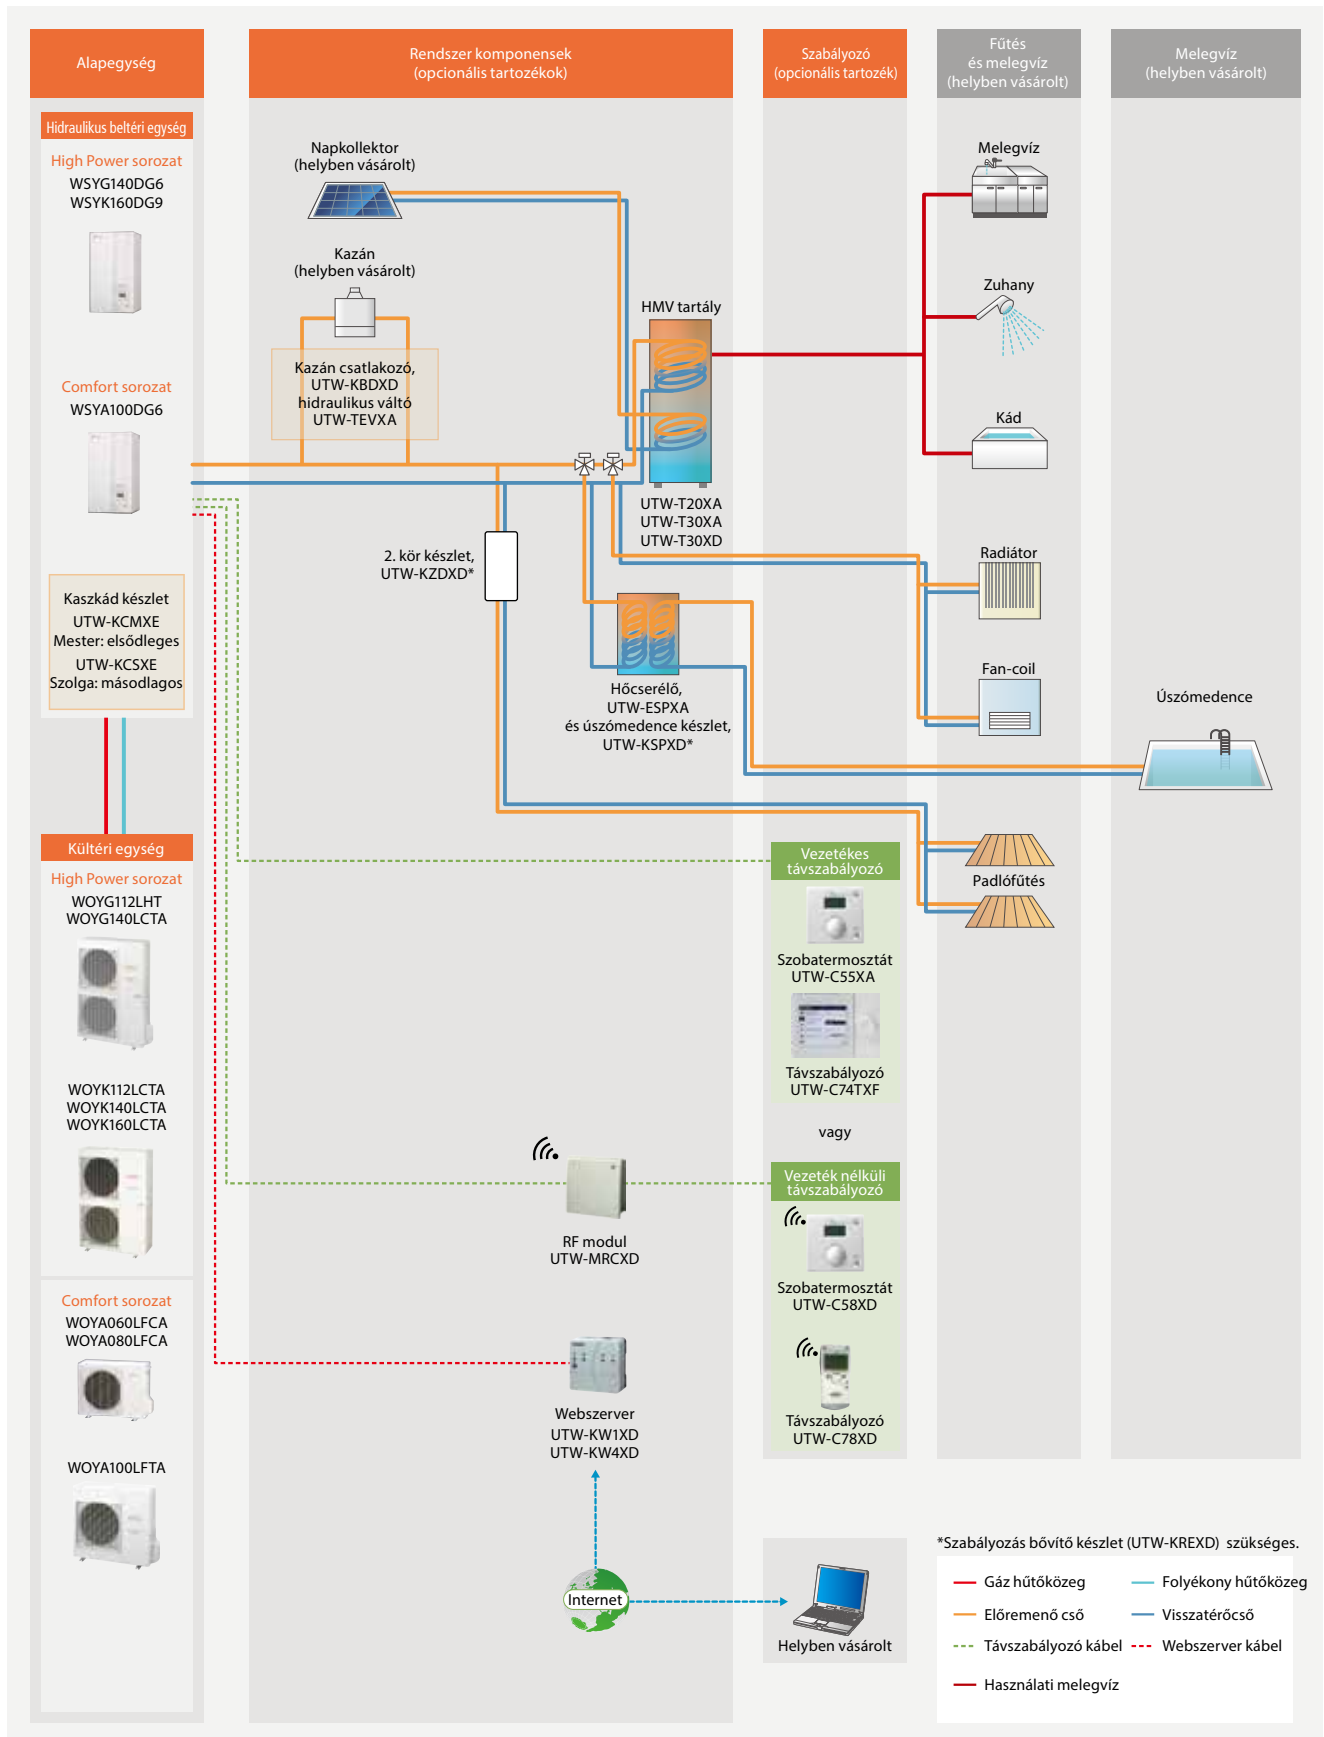 Alapegység
Rendszer komponensek
(opcionális tartozékok)
Szabályozó
(opcionális tartozék)
Fűtés
és melegvíz
(helyben vásárolt)
Melegvíz
(helyben vásárolt)
Hidraulikus beltéri egység
High Power sorozat
WSYG140DG6
WSYK160DG9
Comfort sorozat
WSYA100DG6
Kaszkád készlet
UTW-KCMXE
Mester: elsődleges
UTW-KCSXE
Szolga: másodlagos
Kültéri egység
High Power sorozat
WOYG112LHT
WOYG140LCTA
WOYK112LCTA
WOYK140LCTA
WOYK160LCTA
Comfort sorozat
WOYA060LFCA
WOYA080LFCA
WOYA100LFTA
Napkollektor
(helyben vásárolt)
Kazán
(helyben vásárolt)
Kazán csatlakozó,
UTW-KBDXD
hidraulikus váltó
UTW-TEVXA
HMV tartály
UTW-T20XA
UTW-T30XA
UTW-T30XD
2. kör készlet,
UTW-KZDXD*
Hőcserélő,
UTW-ESPXA
és úszómedence készlet,
UTW-KSPXD*
RF modul
UTW-MRCXD
Webszerver
UTW-KW1XD
UTW-KW4XD
Internet
Vezetékes
távszabályozó
Szobatermosztát
UTW-C55XA
Távszabályozó
UTW-C74TXF
vagy
Vezeték nélküli
távszabályozó
Szobatermosztát
UTW-C58XD
Távszabályozó
UTW-C78XD
Helyben vásárolt
Melegvíz
Zuhany
Kád
Radiátor
Fan-coil
Padlófűtés
Úszómedence
*Szabályozás bővítő készlet (UTW-KREXD) szükséges.
Gáz hűtőközeg
Folyékony hűtőközeg
Előremenő cső
Visszatérőcső
Távszabályozó kábel
Webszerver kábel
Használati melegvíz